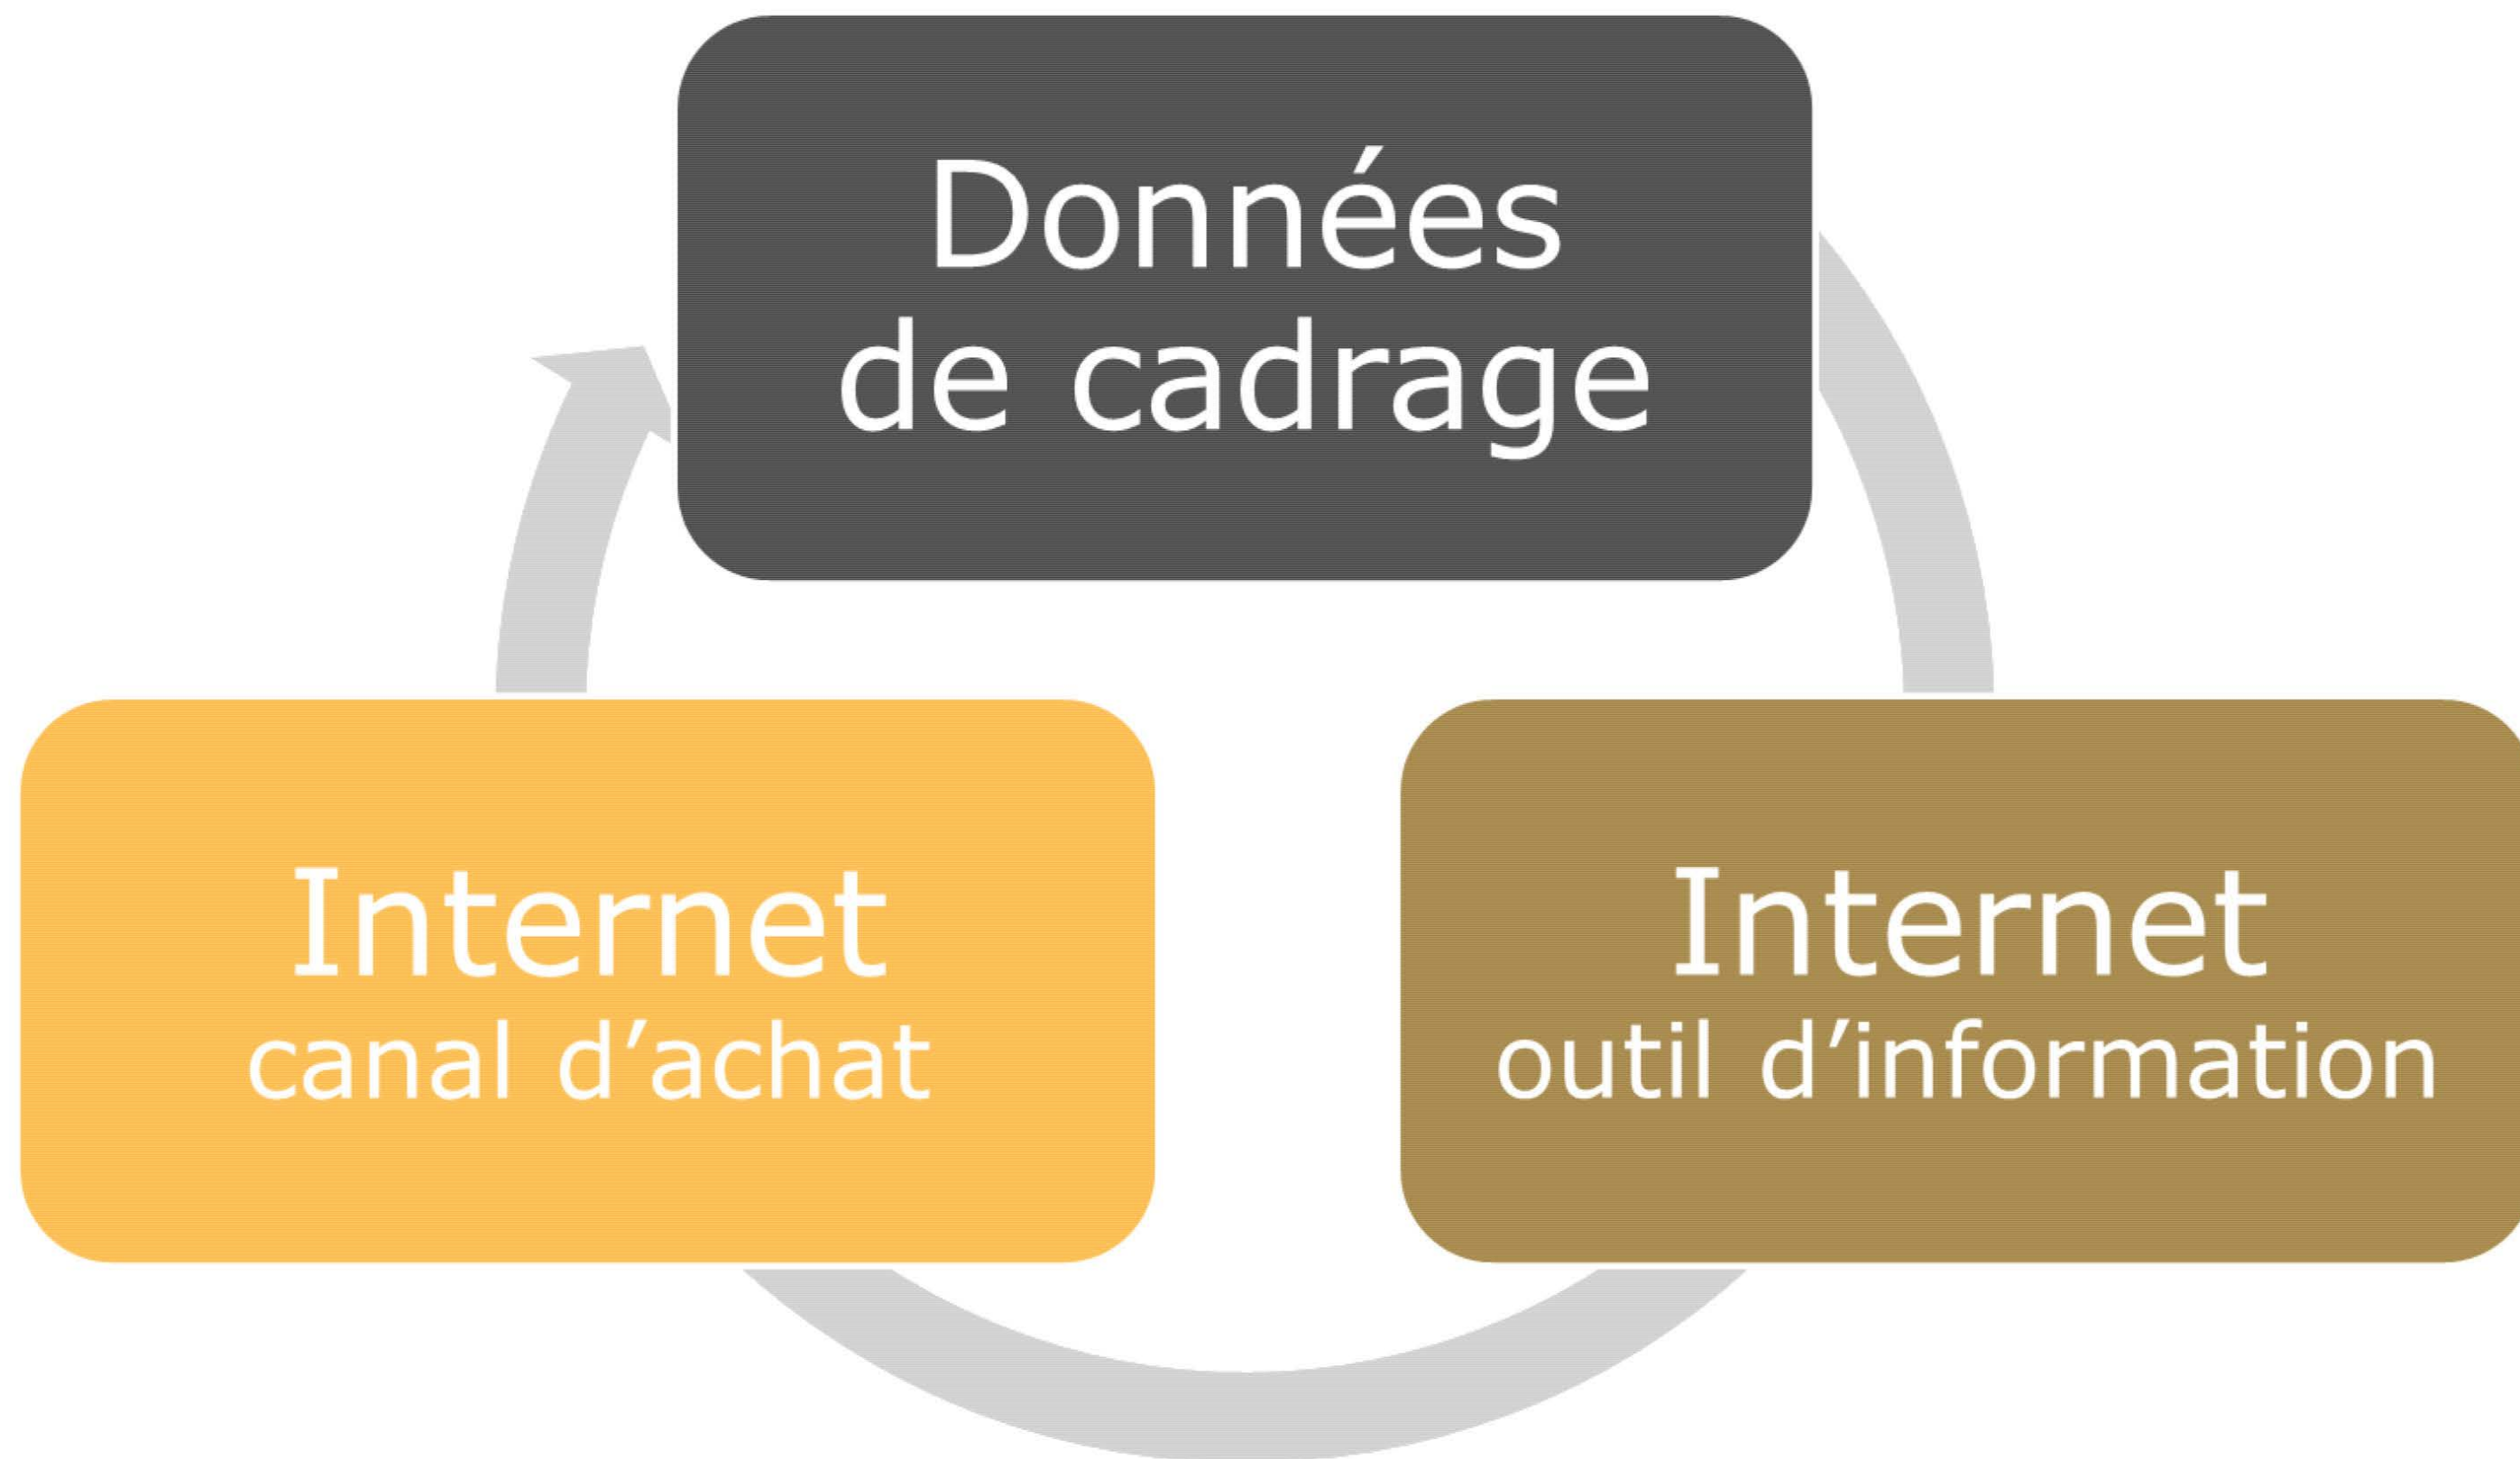 Données
de cadrage
Internet
canal d’achat
Internet
outil d’information